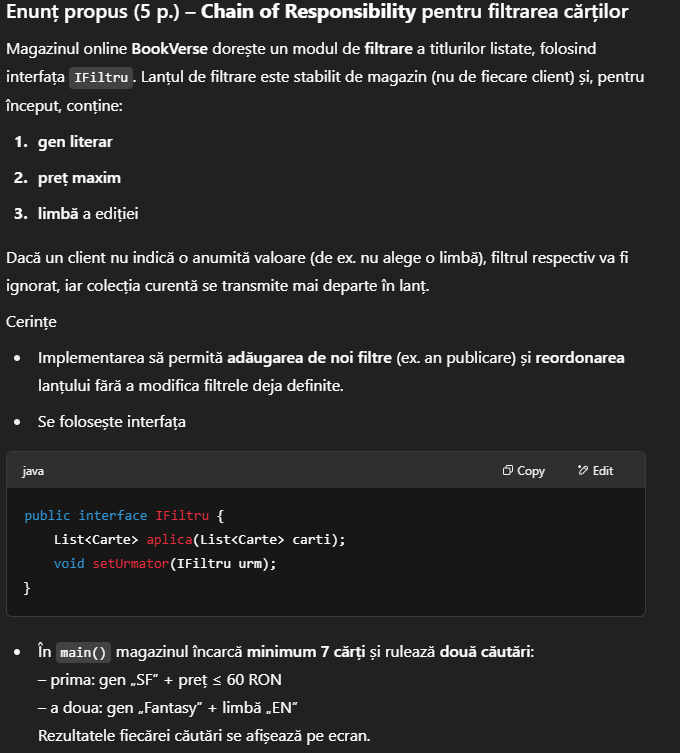 Enunț propus (5 p.) – Chain of Responsibility pentru filtrarea cărților
Magazinul online BookVerse dorește un modul de filtrare a titlurilor listate, folosind
interfața IFiltru. Lanțul de filtrare este stabilit de magazin (nu de fiecare client) și, pentru
început, conține:
1. gen literar
2. preț maxim
3. limbă a ediției
Dacă un client nu indică o anumită valoare (de ex. nu alege o limbă), filtrul respectiv va fi
ignorat, iar colecția curentă se transmite mai departe în lanț.
Cerințe
• Implementarea să permită adăugarea de noi filtre (ex. an publicare) și reordonarea
lanțului fără a modifica filtrele deja definite.
• Se folosește interfața
java Copy Edit
public interface IFiltru {
    List<Carte> aplica(List<Carte> carti);
    void setUrmator(IFiltru urm);
}
• În main() magazinul încarcă minimum 7 cărți și rulează două căutări:
– prima: gen „SF” + preț ≤ 60 RON
– a doua: gen „Fantasy” + limbă „EN”
Rezultatele fiecărei căutări se afișează pe ecran.